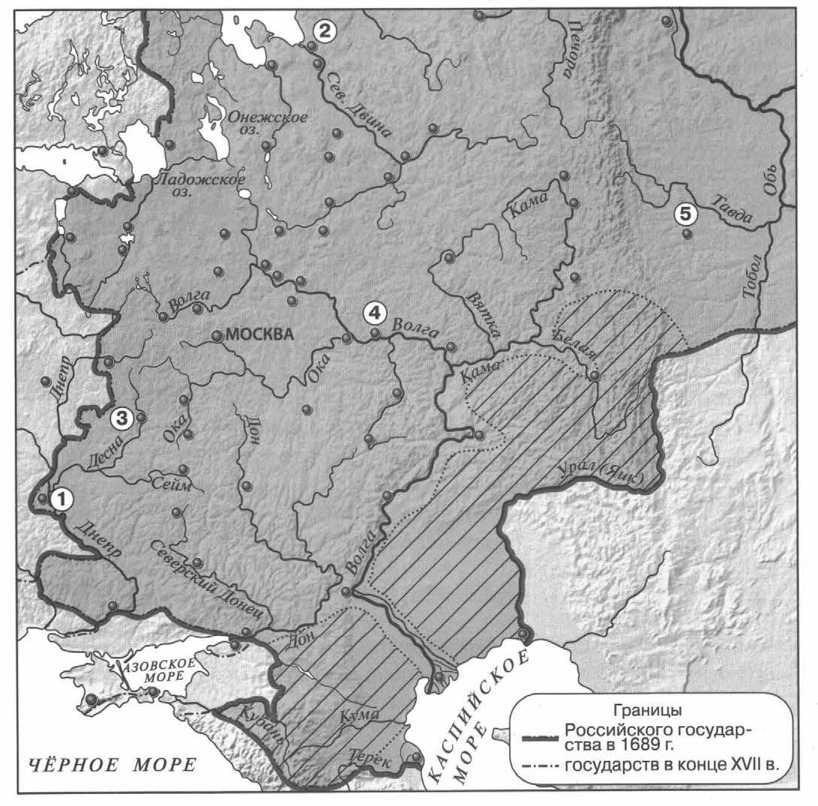 2
Печора
Сев. Двина
Онежское
оз.
Ладожское
оз.
Обь
Кама
5
Тавда
Тобол
Волга
Вятка
4
Волга
МОСКВА
Белая
Днепр
Ока
Кама
3
Ока
Дон
Десна
Сейм
Урал (Яик)
1
Днепр
Волга
Северский Донец
Дон
АЗОВСКОЕ
МОРЕ
Кубань
Кума
Терек
ЧЁРНОЕ МОРЕ
КАСПИЙСКОЕ
МОРЕ
Границы
Российского государ-
ства в 1689 г.
государств в конце XVII в.